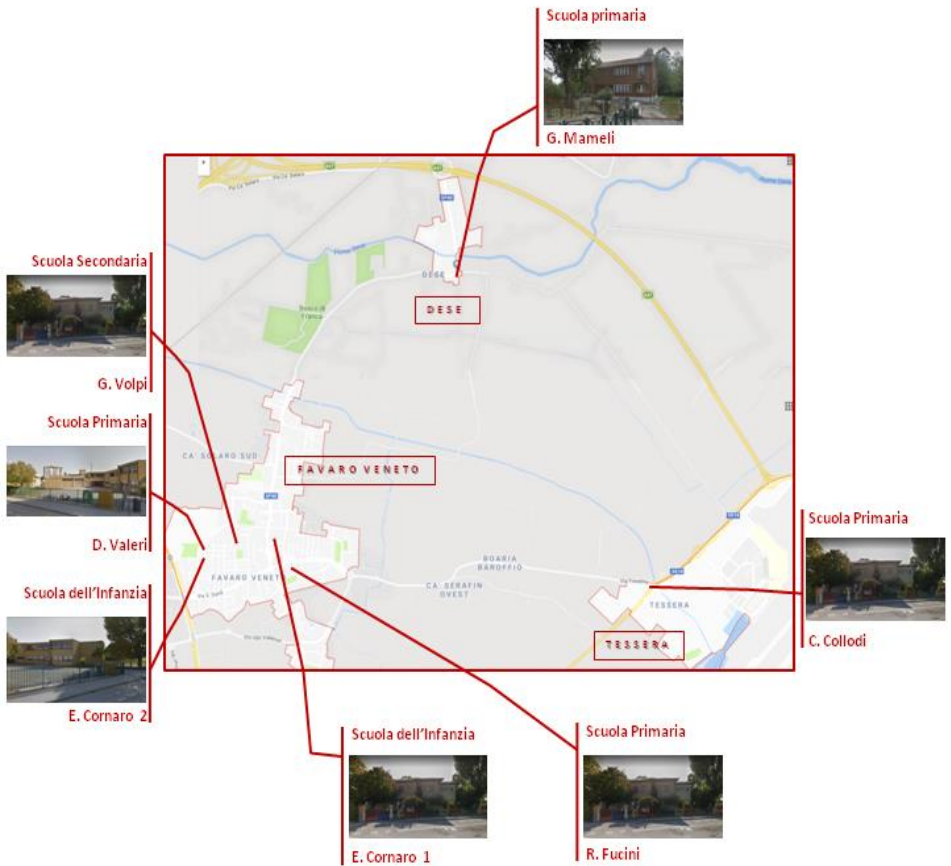 Scuola primaria
G. Mameli
Scuola Secondaria
G. Volpi
Scuola Primaria
D. Valeri
Scuola dell'Infanzia
E. Cornaro 2
DESE
DESE
CA' SOLARO SUD
FAVARO VENETO
FAVARO VENETO
BOARIA
BAROFFIO
CA' SERAFIN
OVEST
TESSERA
TESSERA
Scuola Primaria
C. Collodi
Scuola dell'Infanzia
E. Cornaro 1
Scuola Primaria
R. Fucini